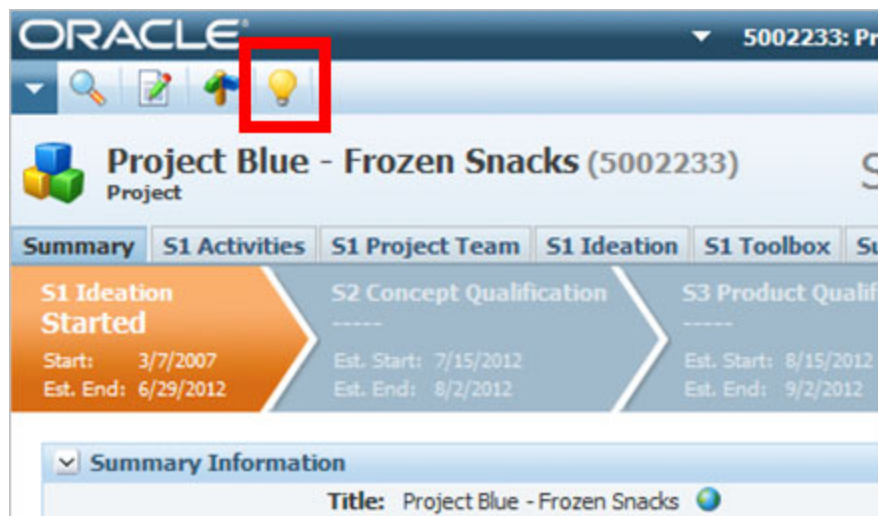 ORACLE
5002233: Pr
Project Blue - Frozen Snacks (5002233)
Project
Summary S1 Activities S1 Project Team S1 Ideation S1 Toolbox Su
S1 Ideation S2 Concept Qualification S3 Product Qualif
Started ----- -----
Start: 3/7/2007 Est. Start: 7/15/2012 Est. Start: 8/15/2012
Est. End: 6/29/2012 Est. End: 8/2/2012 Est. End: 9/2/2012
Summary Information
Title: Project Blue - Frozen Snacks